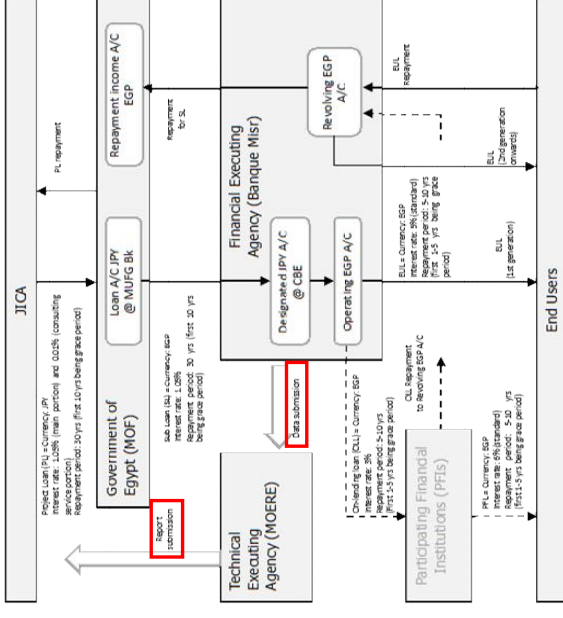 JICA
Project Loan (PL) = Currency: JPY
Interest rate: (main portion) and 0.01% (consulting
service portion)
Repayment period: 30 yrs (first 10 yrs being grace period)
PL repayment
Report
submission
Government of
Egypt (MOF)
Loan A/C JPY
@ MUFG Bk
Repayment income A/C
EGP
Sub Loan (SL) = Currency: EGP
Interest rate:
Repayment period: 30 yrs (first 10 yrs
being grace period)
Repayment
for SL
Technical
Executing
Agency (MOERE)
Data submission
Financial Executing
Agency (Banque Misr)
Designated JPY A/C
@ CBE
Operating EGP A/C
Revolving EGP
A/C
On-lending loan (OLL) = Currency: EGP
Interest rate: 3%
Repayment period: 5-10 yrs
(First 1-5 yrs being grace period)
OLL Repayment
to Revolving EGP A/C
EUL = Currency: EGP
Interest rate: (standard)
Repayment period: 5-10 yrs
(first 1-5 yrs being grace
period)
EUL
Repayment
Participating Financial
Institutions (PFIs)
PFL = Currency: EGP
Interest rate: 6% (standard)
Repayment period: 5-10 yrs
(first 1-5 yrs being grace period)
EUL
(1st generation)
EUL
(2nd generation
onwards)
End Users